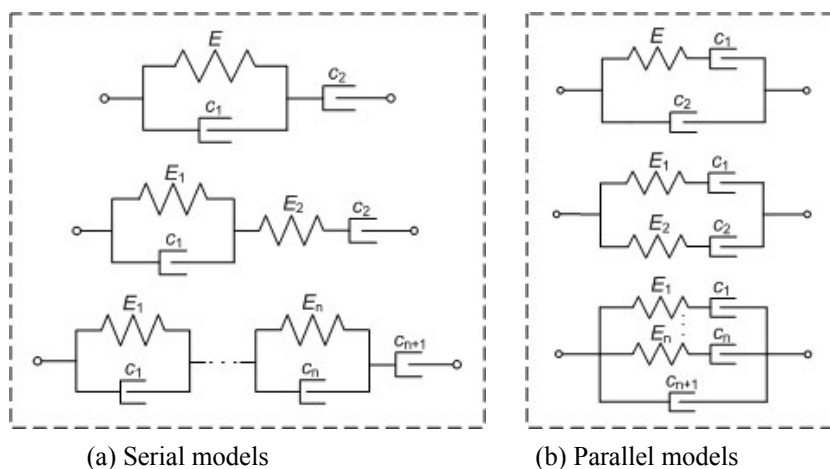 E
c2
c1
E1
E2
c2
c1
E1
En
cn+1
c1
cn
(a) Serial models
E
c1
c2
E1
c1
E2
c2
E1
c1
En
cn
cn+1
(b) Parallel models